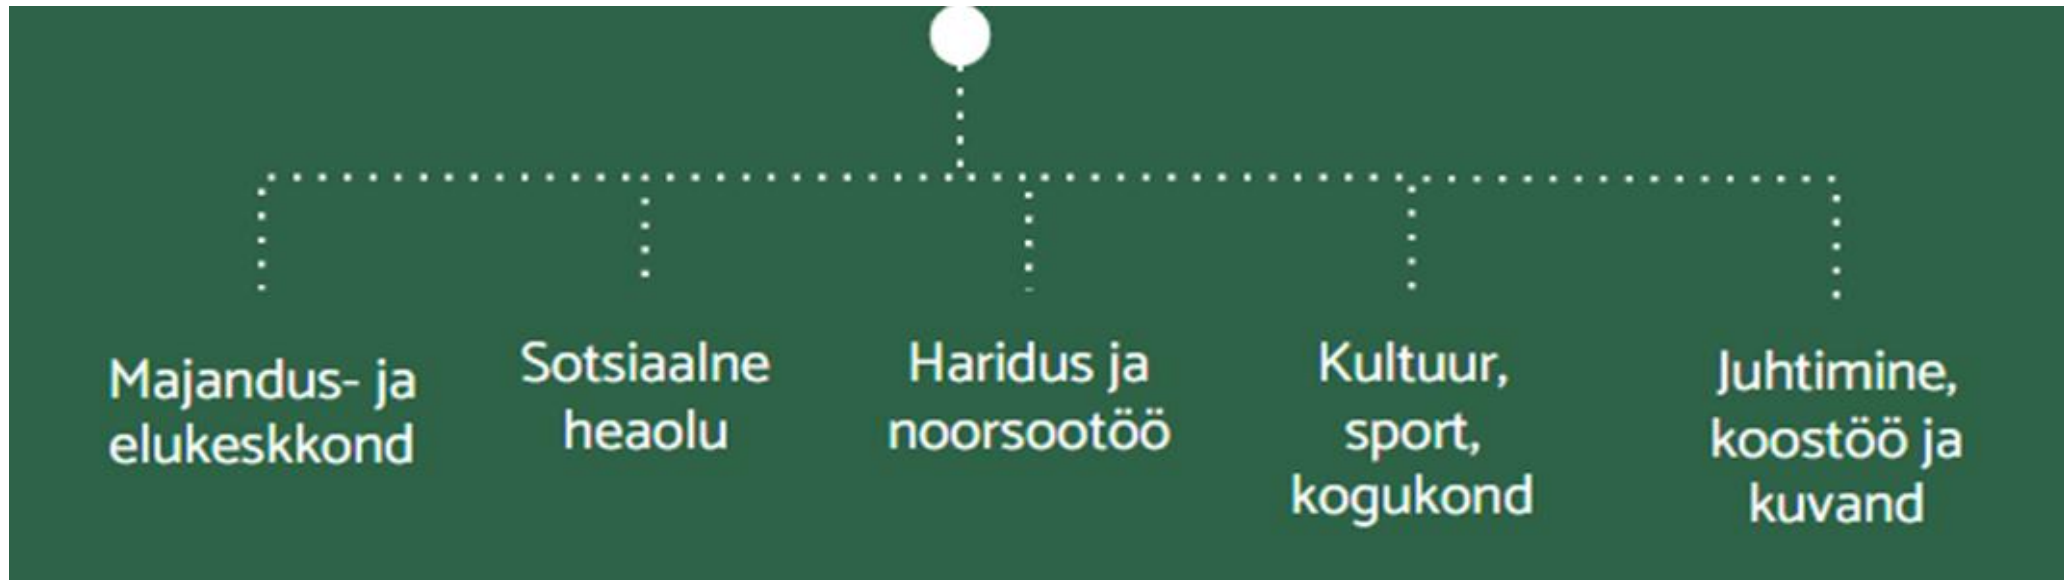 Majandus- ja
elukeskkond
Sotsiaalne
heaolu
Haridus ja
noorsootöö
Kultuur,
sport,
kogukond
Juhtimine,
koostöö ja
kuvand